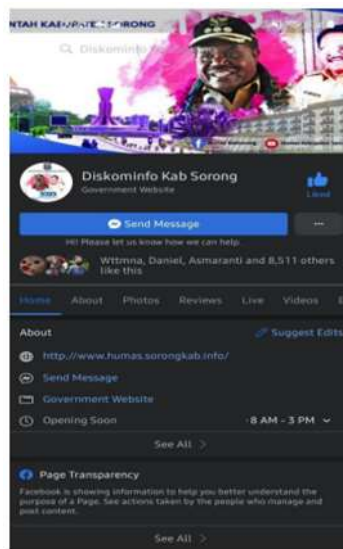 NTAH KABUPATEN SORONG
Diskominfo
Diskominfo Kab Sorong
Government Website
Liked
Send Message
...
Hi! Please let us know how we can help.
Wttmna, Daniel, Asmaranti and 8,511 others
like this
Home About Photos Reviews Live Videos E
About
Suggest Edits
http://www.humas.sorongkab.info/
Send Message
Government Website
Opening Soon · 8 AM - 3 PM
See All >
Page Transparency
Facebook is showing information to help you better understand the
purpose of a Page. See actions taken by the people who manage and
post content.
See All >